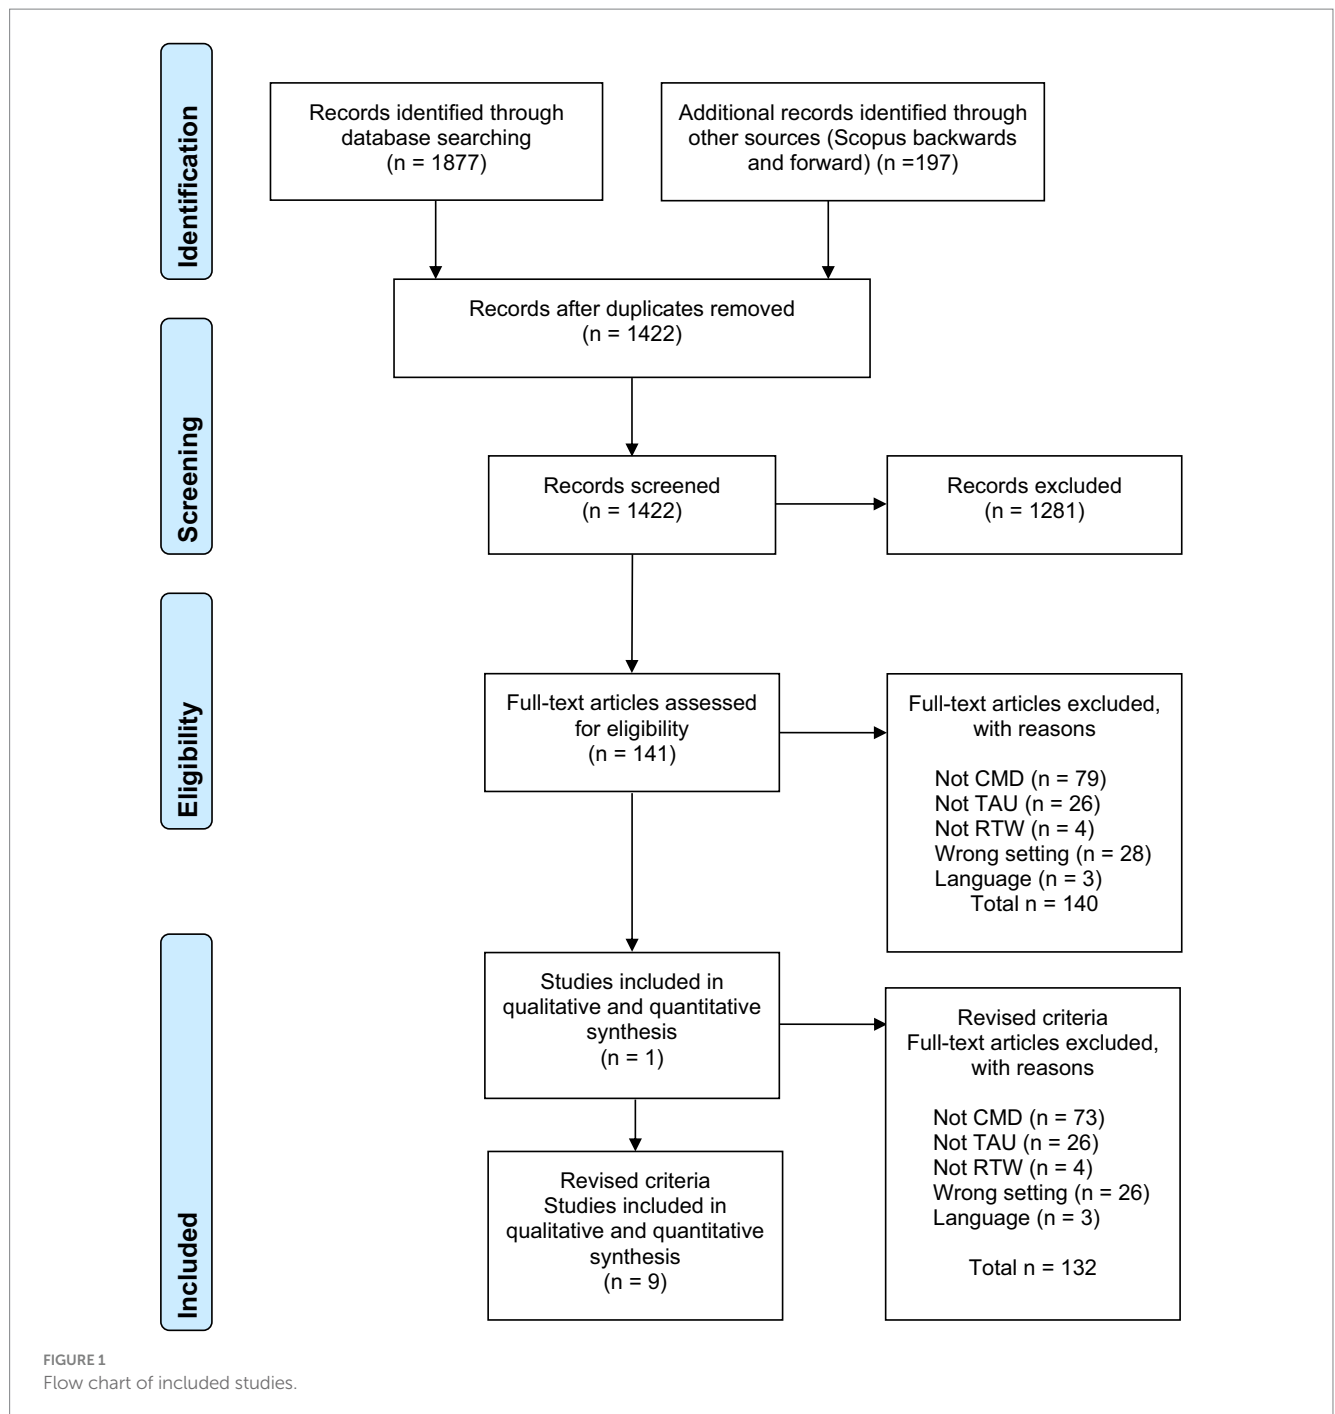 Identification
Records identified through
database searching
(n = 1877)
Additional records identified through
other sources (Scopus backwards
and forward) (n =197)
Records after duplicates removed
(n = 1422)
Screening
Records screened
(n = 1422)
Records excluded
(n = 1281)
Eligibility
Full-text articles assessed
for eligibility
(n = 141)
Full-text articles excluded,
with reasons
Not CMD (n = 79)
Not TAU (n = 26)
Not RTW (n = 4)
Wrong setting (n = 28)
Language (n = 3)
Total n = 140
Included
Studies included in
qualitative and quantitative
synthesis
(n = 1)
Revised criteria
Full-text articles excluded,
with reasons
Not CMD (n = 73)
Not TAU (n = 26)
Not RTW (n = 4)
Wrong setting (n = 26)
Language (n = 3)
Total n = 132
Revised criteria
Studies included in
qualitative and quantitative
synthesis
(n = 9)
FIGURE 1
Flow chart of included studies.